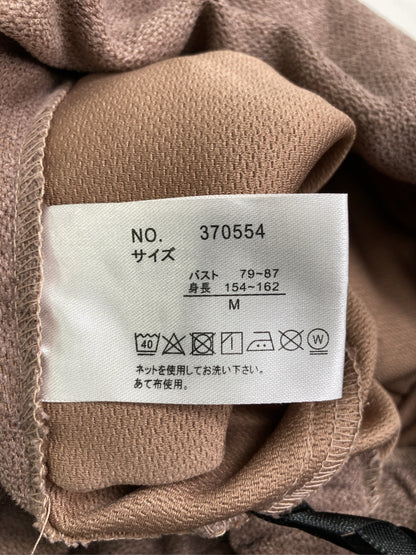 NO. 370554
サイズ
バスト 79~87
身長 154~162
M
40 W
ネットを使用してお洗い下さい。
あて布使用。